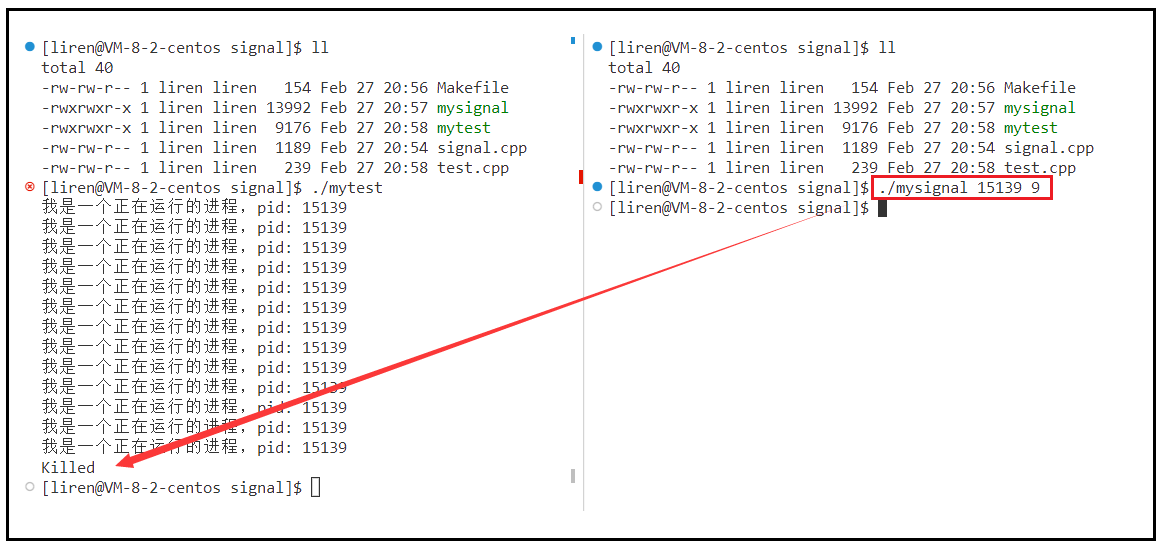 [liren@VM-8-2-centos signal]$ ll
total 40
-rw-rw-r-- 1 liren liren   154 Feb 27 20:56 Makefile
-rwxrwxr-x 1 liren liren 13992 Feb 27 20:57 mysignal
-rwxrwxr-x 1 liren liren  9176 Feb 27 20:58 mytest
-rw-rw-r-- 1 liren liren  1189 Feb 27 20:54 signal.cpp
-rw-rw-r-- 1 liren liren   239 Feb 27 20:58 test.cpp
[liren@VM-8-2-centos signal]$ ./mytest
我是一个正在运行的进程，pid: 15139
我是一个正在运行的进程，pid: 15139
我是一个正在运行的进程，pid: 15139
我是一个正在运行的进程，pid: 15139
我是一个正在运行的进程，pid: 15139
我是一个正在运行的进程，pid: 15139
我是一个正在运行的进程，pid: 15139
我是一个正在运行的进程，pid: 15139
我是一个正在运行的进程，pid: 15139
我是一个正在运行的进程，pid: 15139
我是一个正在运行的进程，pid: 15139
我是一个正在运行的进程，pid: 15139
我是一个正在运行的进程，pid: 15139
Killed
[liren@VM-8-2-centos signal]$
[liren@VM-8-2-centos signal]$ ll
total 40
-rw-rw-r-- 1 liren liren   154 Feb 27 20:56 Makefile
-rwxrwxr-x 1 liren liren 13992 Feb 27 20:57 mysignal
-rwxrwxr-x 1 liren liren  9176 Feb 27 20:58 mytest
-rw-rw-r-- 1 liren liren  1189 Feb 27 20:54 signal.cpp
-rw-rw-r-- 1 liren liren   239 Feb 27 20:58 test.cpp
[liren@VM-8-2-centos signal]$ ./mysignal 15139 9
[liren@VM-8-2-centos signal]$